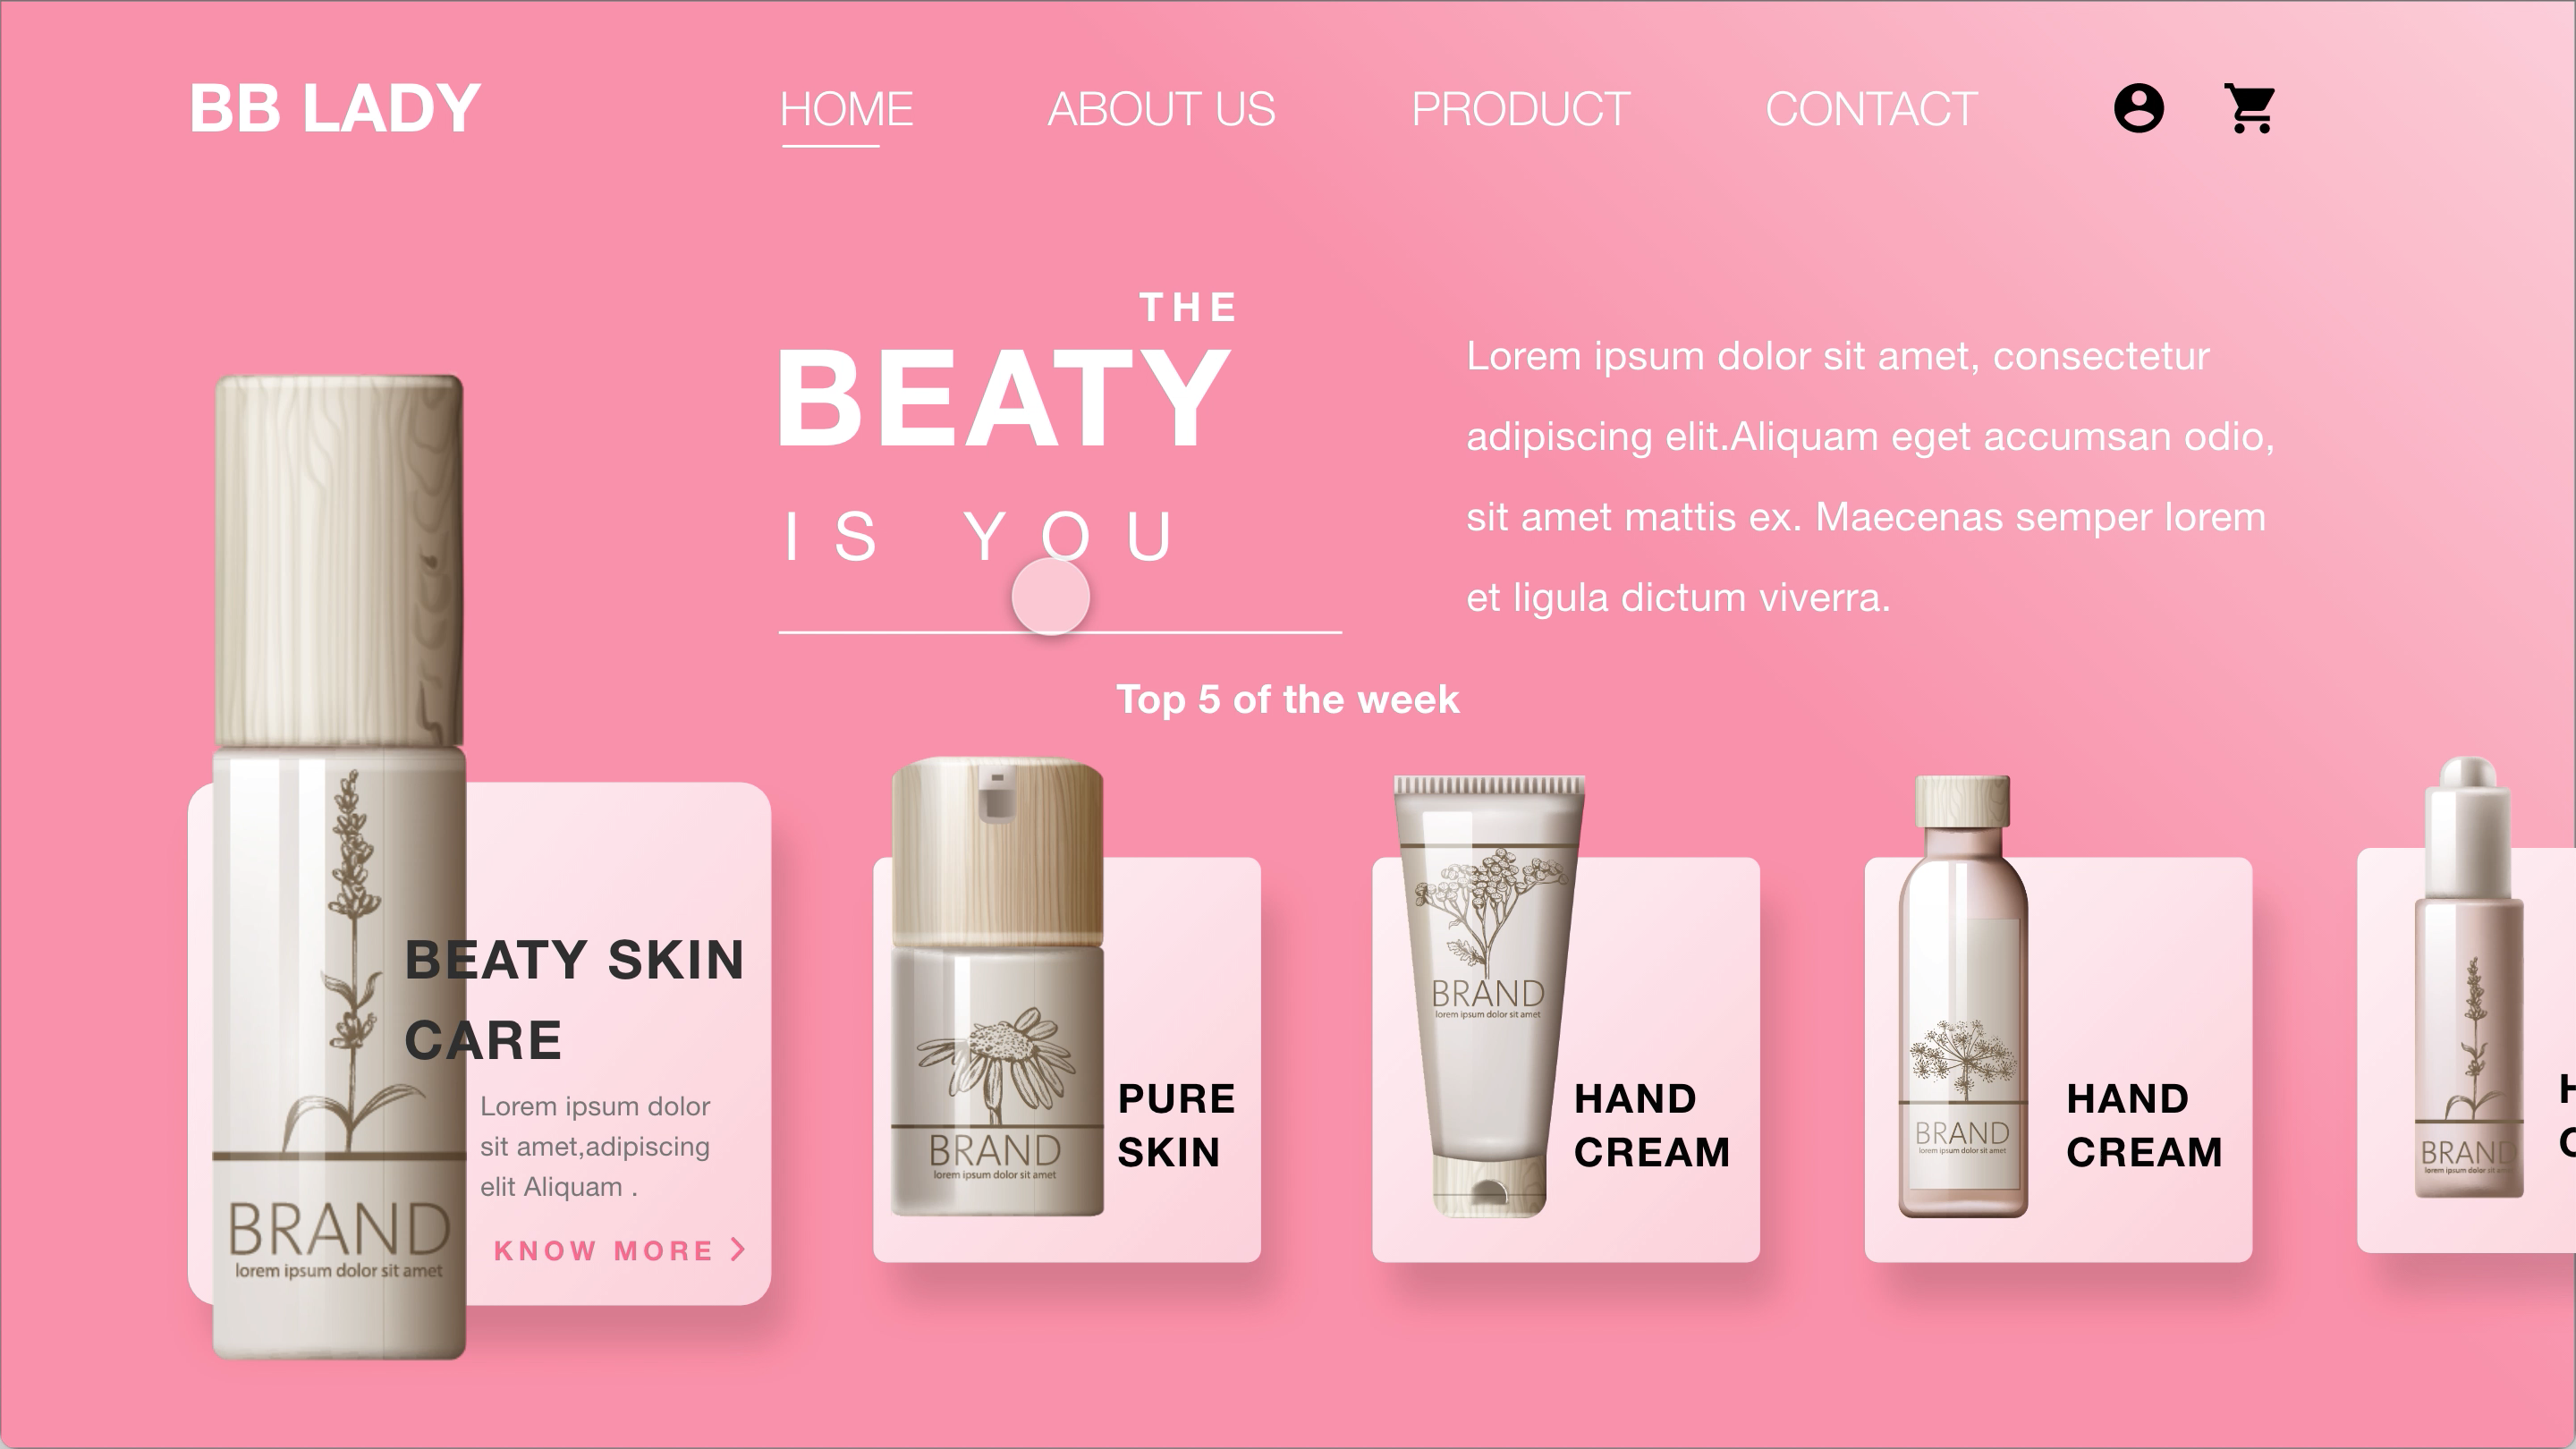 BB LADY
HOME
ABOUT US
PRODUCT
CONTACT
THE
BEATY
IS YOU
Lorem ipsum dolor sit amet, consectetur
adipiscing elit.Aliquam eget accumsan odio,
sit amet mattis ex. Maecenas semper lorem
et ligula dictum viverra.
Top 5 of the week
BEATY SKIN
CARE
Lorem ipsum dolor
sit amet,adipiscing
elit Aliquam .
KNOW MORE
BRAND
lorem ipsum dolor sit amet
BRAND
lorem ipsum dolor sit amet
PURE
SKIN
BRAND
lorem ipsum dolor sit amet
HAND
CREAM
BRAND
lorem ipsum dolor sit amet
HAND
CREAM
BRAND
lorem ipsum dolor sit amet